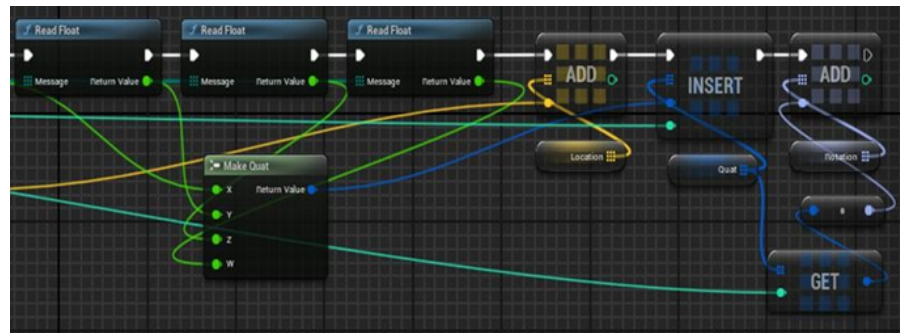 f Read Float
f Read Float
f Read Float
Message Return Value
Message Return Value
Message Return Value
ADD
INSERT
ADD
Location
Quat
Rotation
Make Quat
X Return Value
Y
Z
W
GET